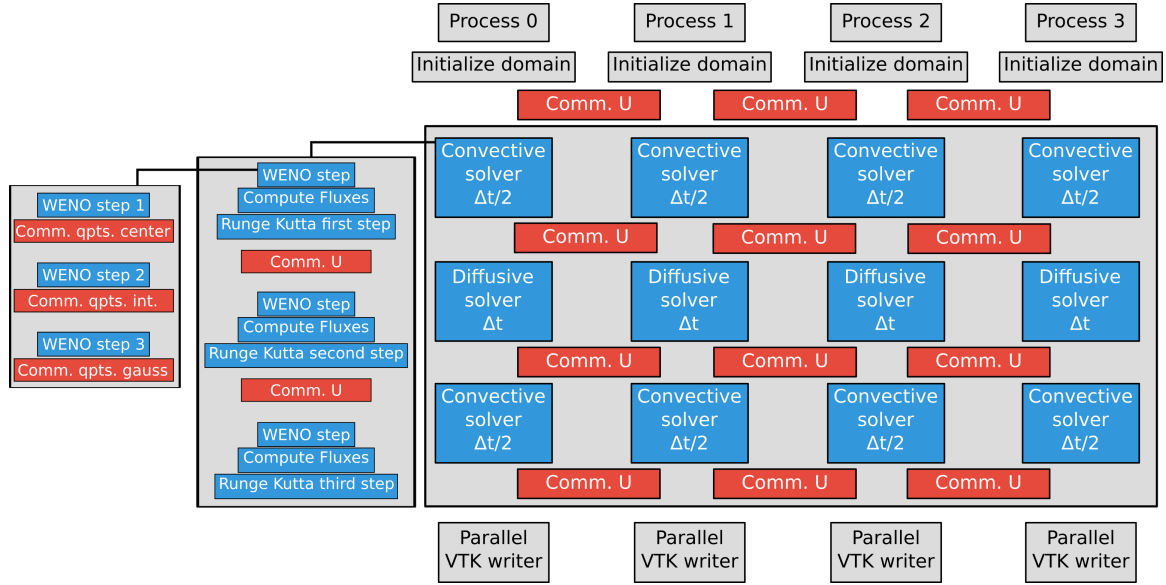 Process 0
Process 1
Process 2
Process 3
Initialize domain
Initialize domain
Initialize domain
Initialize domain
Comm. U
Comm. U
Comm. U
WENO step 1
Comm. qpts. center
WENO step 2
Comm. qpts. int.
WENO step 3
Comm. qpts. gauss
WENO step
Compute Fluxes
Runge Kutta first step
Comm. U
WENO step
Compute Fluxes
Runge Kutta second step
Comm. U
WENO step
Compute Fluxes
Runge Kutta third step
Convective
solver
Δt/2
Convective
solver
Δt/2
Convective
solver
Δt/2
Convective
solver
Δt/2
Comm. U
Comm. U
Comm. U
Diffusive
solver
Δt
Diffusive
solver
Δt
Diffusive
solver
Δt
Diffusive
solver
Δt
Comm. U
Comm. U
Comm. U
Convective
solver
Δt/2
Convective
solver
Δt/2
Convective
solver
Δt/2
Convective
solver
Δt/2
Comm. U
Comm. U
Comm. U
Parallel
VTK writer
Parallel
VTK writer
Parallel
VTK writer
Parallel
VTK writer